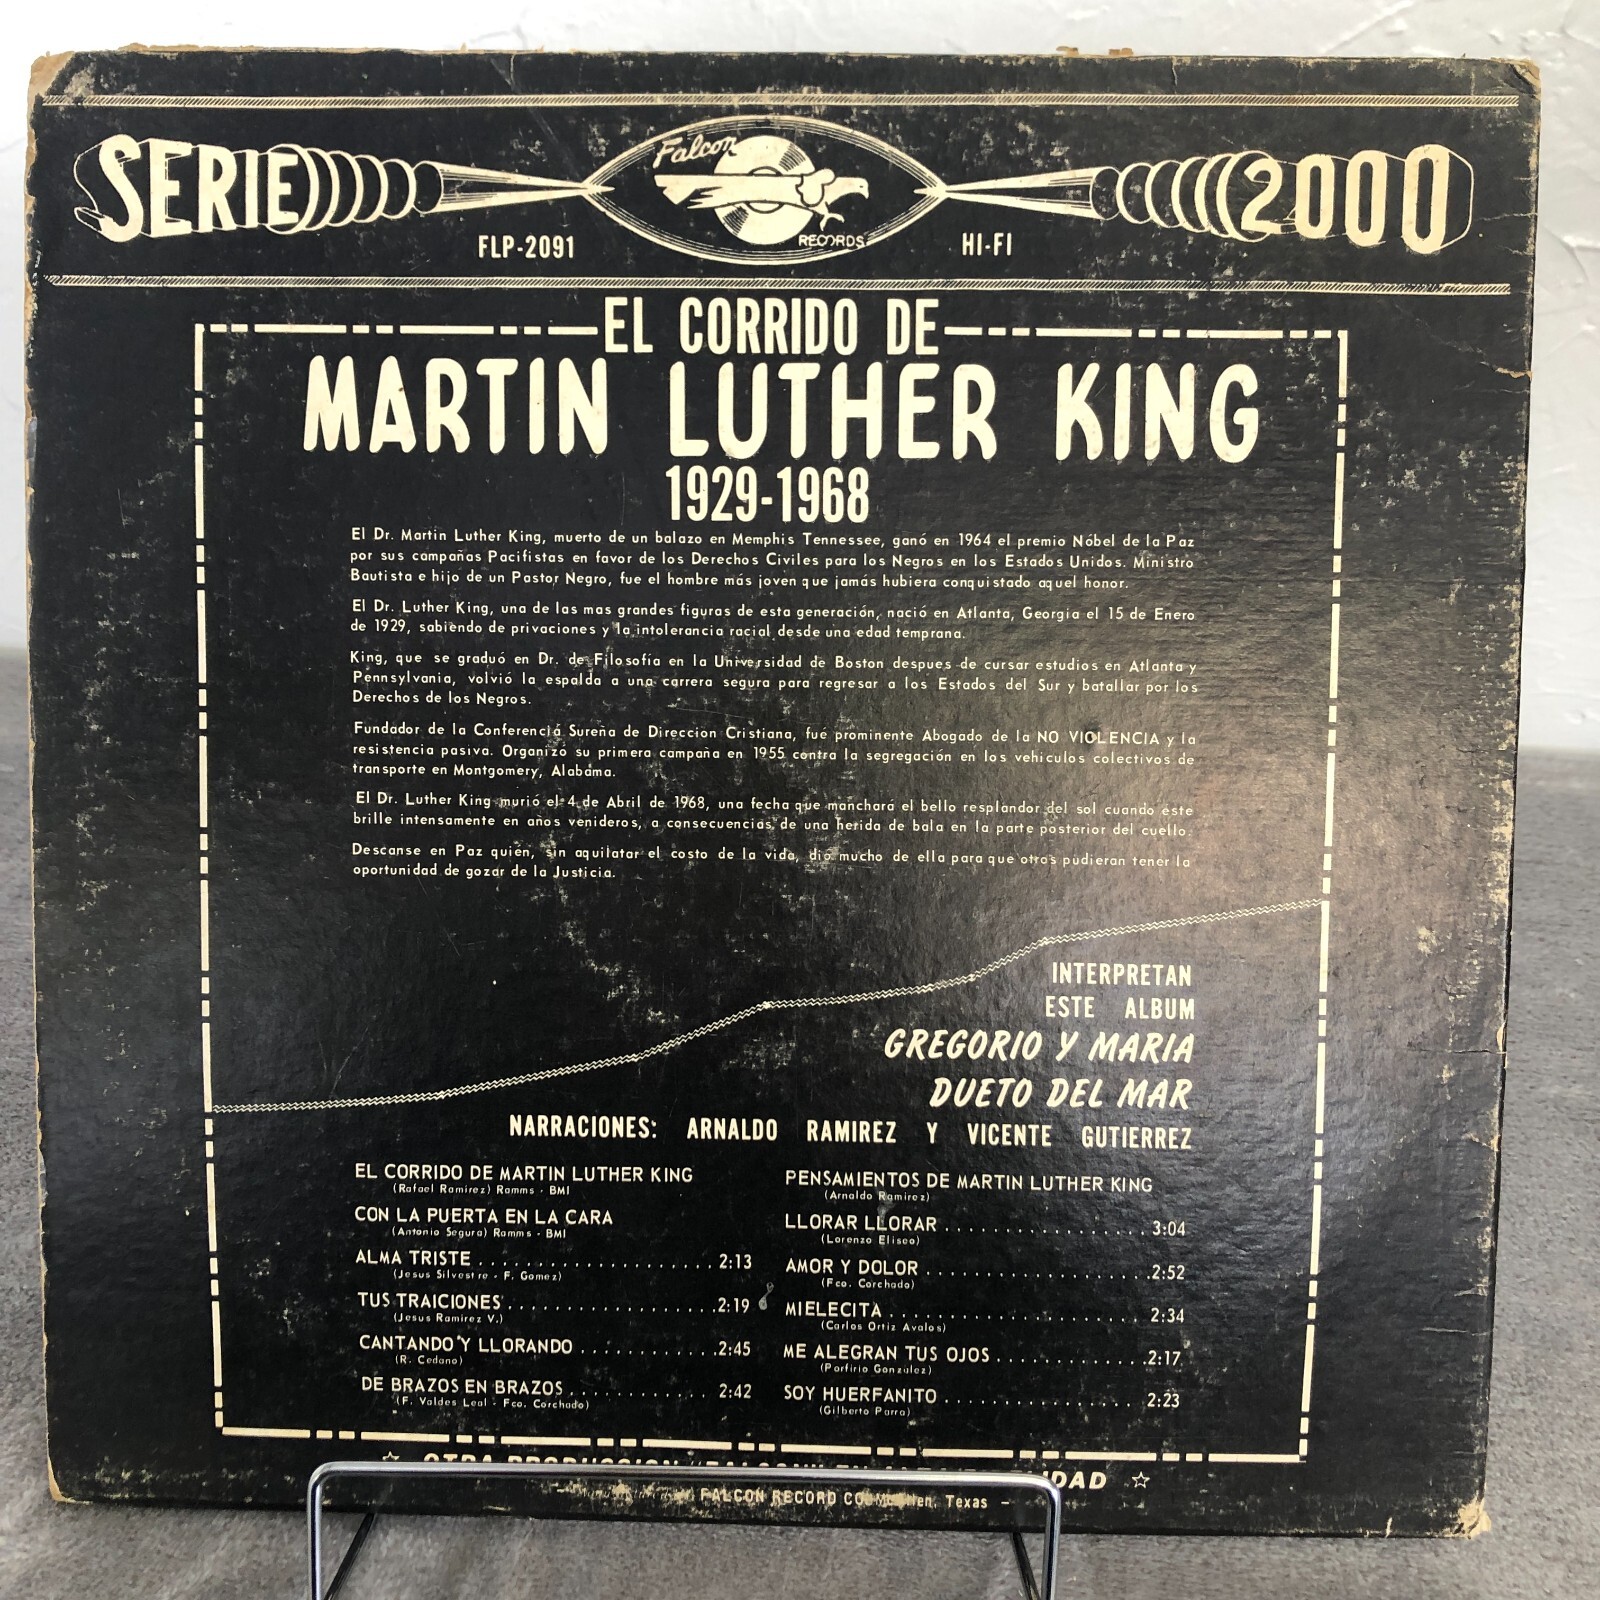 SERIE
Falcon
RECORDS
2000
FLP-2091
HI-FI
EL CORRIDO DE
MARTIN LUTHER KING
1929-1968
El Dr. Martin Luther King, muerto de un balazo en Memphis Tennessee, ganó en 1964 el premio Nóbel de la Paz
por sus campañas Pacifistas en favor de los Derechos Civiles para los Negros en los Estados Unidos. Ministro
Bautista e hijo de un Pastor Negro, fue el hombre más joven que jamás hubiera conquistado aquel honor.
El Dr. Luther King, una de las mas grandes figuras de esta generación, nació en Atlanta, Georgia el 15 de Enero
de 1929, sabiendo de privaciones y la intolerancia racial desde una edad temprana.
King, que se graduó en Dr. de Filosofía en la Universidad de Boston despues de cursar estudios en Atlanta y
Pennsylvania, volvió la espalda a una carrera segura para regresar a los Estados del Sur y batallar por los
Derechos de los Negros.
Fundador de la Conferencia Sureña de Direccion Cristiana, fué prominente Abogado de la NO VIOLENCIA y la
resistencia pasiva. Organizó su primera campaña en 1955 contra la segregación en los vehiculos colectivos de
transporte en Montgomery, Alabama.
El Dr. Luther King murió el 4 de Abril de 1968, una fecha que manchará el bello resplandor del sol cuando éste
brille intensamente en años venideros, a consecuencias de una herida de bala en la parte posterior del cuello.
Descanse en Paz quién, sin aquilatar el costo de la vida, dió mucho de ella para que otros pudieran tener la
oportunidad de gozar de la Justicia.
INTERPRETAN
ESTE ALBUM
GREGORIO Y MARIA
DUETO DEL MAR
NARRACIONES: ARNALDO RAMIREZ Y VICENTE GUTIERREZ
EL CORRIDO DE MARTIN LUTHER KING
(Rafael Ramirez) Ramms - BMI
CON LA PUERTA EN LA CARA
(Antonio Segura) Ramms - BMI
ALMA TRISTE . . . . . . . . . . . . . . . . . . . . . 2:13
(Jesus Silvestre - F. Gomez)
TUS TRAICIONES . . . . . . . . . . . . . . . . . . 2:19
(Jesus Ramirez V.)
CANTANDO Y LLORANDO . . . . . . . . . . . . 2:45
(R. Cedano)
DE BRAZOS EN BRAZOS . . . . . . . . . . . . 2:42
(F. Valdes Leal - Fco. Corchado)
PENSAMIENTOS DE MARTIN LUTHER KING
(Arnaldo Ramirez)
LLORAR LLORAR . . . . . . . . . . . . . . . . . . 3:04
(Lorenzo Eliseo)
AMOR Y DOLOR . . . . . . . . . . . . . . . . . . . 2:52
(Fco. Corchado)
MIELECITA . . . . . . . . . . . . . . . . . . . . . . 2:34
(Carlos Ortiz Avalos)
ME ALEGRAN TUS OJOS . . . . . . . . . . . . 2:17
(Porfirio González)
SOY HUERFANITO . . . . . . . . . . . . . . . . 2:23
(Gilberto Parra)
☆ OTRA PRODUCCION "FALCON" EN ☆
FALCON RECORD CO Texas -